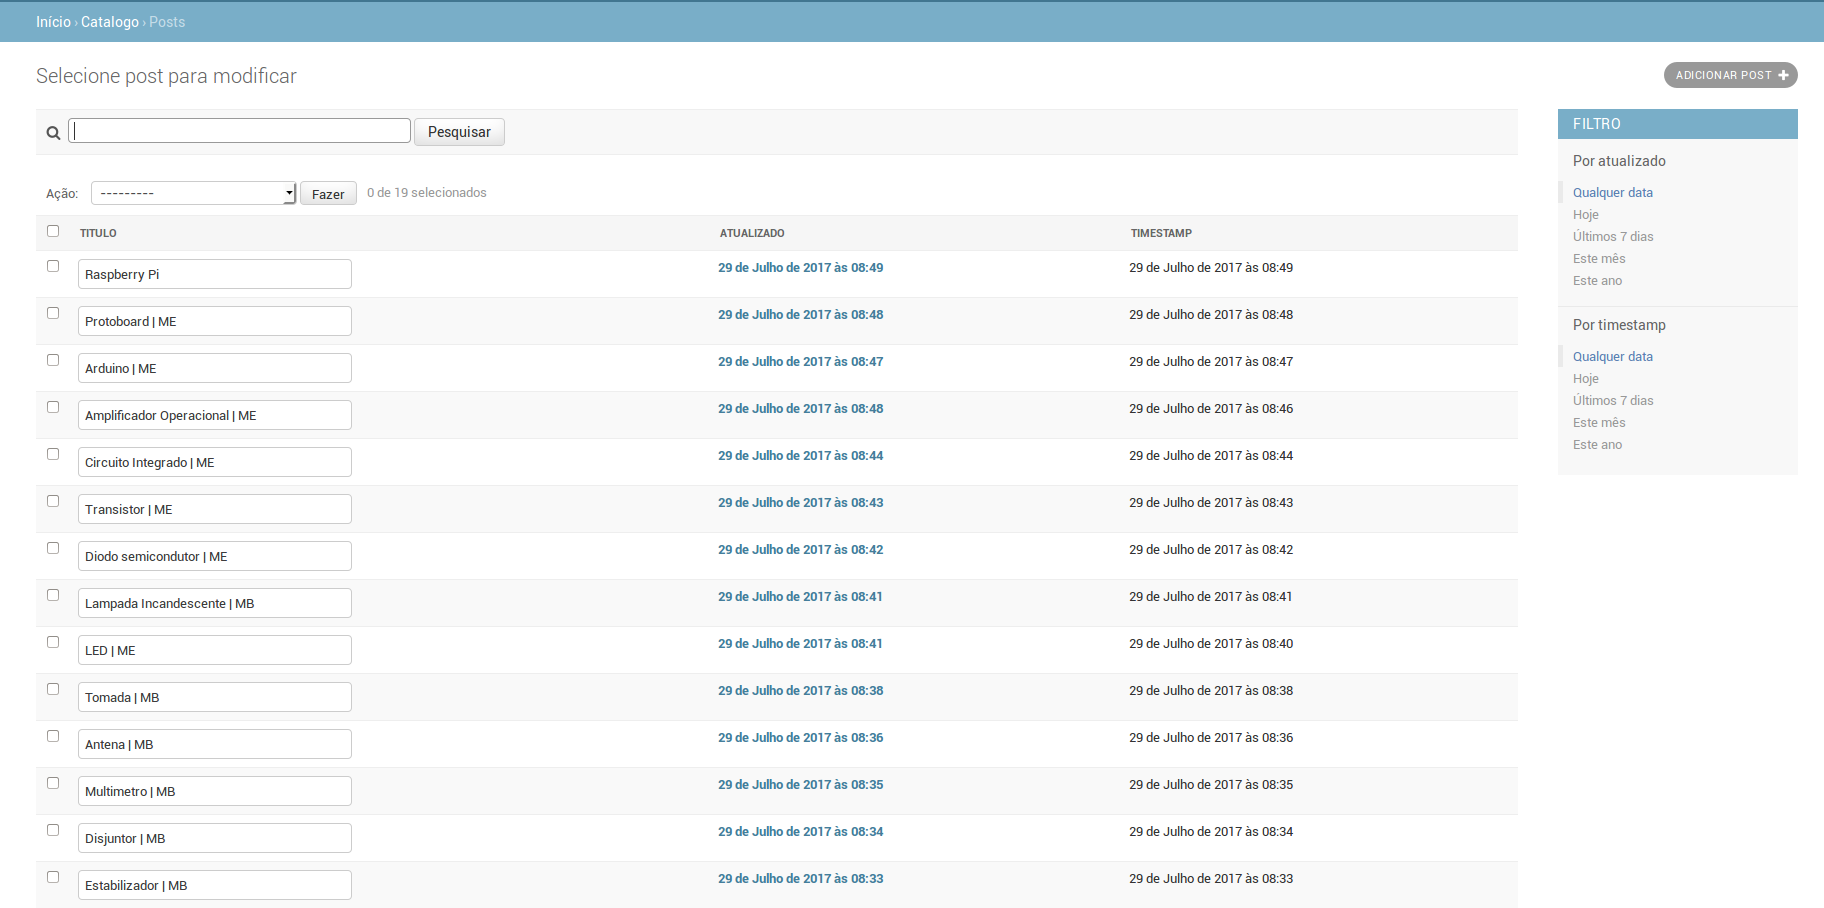 Início › Catalogo › Posts
Selecione post para modificar
ADICIONAR POST
Pesquisar
Ação: --------- Fazer 0 de 19 selecionados
TITULO ATUALIZADO TIMESTAMP
Raspberry Pi 29 de Julho de 2017 às 08:49 29 de Julho de 2017 às 08:49
Protoboard | ME 29 de Julho de 2017 às 08:48 29 de Julho de 2017 às 08:48
Arduino | ME 29 de Julho de 2017 às 08:47 29 de Julho de 2017 às 08:47
Amplificador Operacional | ME 29 de Julho de 2017 às 08:48 29 de Julho de 2017 às 08:46
Circuito Integrado | ME 29 de Julho de 2017 às 08:44 29 de Julho de 2017 às 08:44
Transistor | ME 29 de Julho de 2017 às 08:43 29 de Julho de 2017 às 08:43
Diodo semicondutor | ME 29 de Julho de 2017 às 08:42 29 de Julho de 2017 às 08:42
Lampada Incandescente | MB 29 de Julho de 2017 às 08:41 29 de Julho de 2017 às 08:41
LED | ME 29 de Julho de 2017 às 08:41 29 de Julho de 2017 às 08:40
Tomada | MB 29 de Julho de 2017 às 08:38 29 de Julho de 2017 às 08:38
Antena | MB 29 de Julho de 2017 às 08:36 29 de Julho de 2017 às 08:36
Multimetro | MB 29 de Julho de 2017 às 08:35 29 de Julho de 2017 às 08:35
Disjuntor | MB 29 de Julho de 2017 às 08:34 29 de Julho de 2017 às 08:34
Estabilizador | MB 29 de Julho de 2017 às 08:33 29 de Julho de 2017 às 08:33
FILTRO
Por atualizado
Qualquer data
Hoje
Últimos 7 dias
Este mês
Este ano
Por timestamp
Qualquer data
Hoje
Últimos 7 dias
Este mês
Este ano